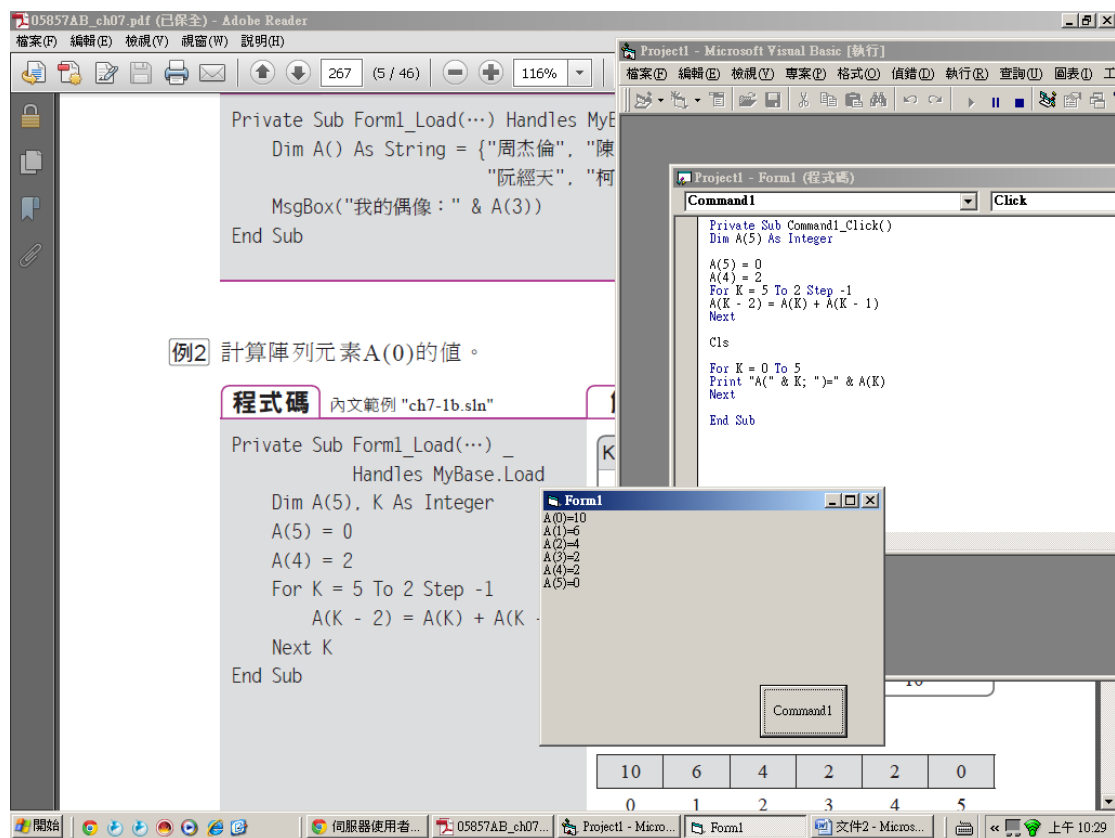 05857AB_ch07.pdf (已保全) - Adobe Reader
檔案(F) 編輯(E) 檢視(V) 視窗(W) 說明(H)
267 (5 / 46) 116%
Private Sub Form1_Load(…) Handles MyB
Dim A() As String = {"周杰倫", "陳
"阮經天", "柯
MsgBox("我的偶像：" & A(3))
End Sub
例2 計算陣列元素A(0)的值。
程式碼 內文範例 "ch7-1b.sln"
Private Sub Form1_Load(…) _
Handles MyBase.Load
Dim A(5), K As Integer
A(5) = 0
A(4) = 2
For K = 5 To 2 Step -1
A(K - 2) = A(K) + A(K -
Next K
End Sub
K
10 6 4 2 2 0
0 1 2 3 4 5
Project1 - Microsoft Visual Basic [執行]
檔案(F) 編輯(E) 檢視(V) 專案(P) 格式(O) 偵錯(D) 執行(R) 查詢(U) 圖表(I) 工
Project1 - Form1 (程式碼)
Command1 Click
Private Sub Command1_Click()
Dim A(5) As Integer
A(5) = 0
A(4) = 2
For K = 5 To 2 Step -1
A(K - 2) = A(K) + A(K - 1)
Next
Cls
For K = 0 To 5
Print "A(" & K; ")=" & A(K)
Next
End Sub
Form1
A(0)=10
A(1)=6
A(2)=4
A(3)=2
A(4)=2
A(5)=0
Command1
開始 伺服器使用者... 05857AB_ch07... Project1 - Micro... Form1 交件2 - Micros... « 上午 10:29